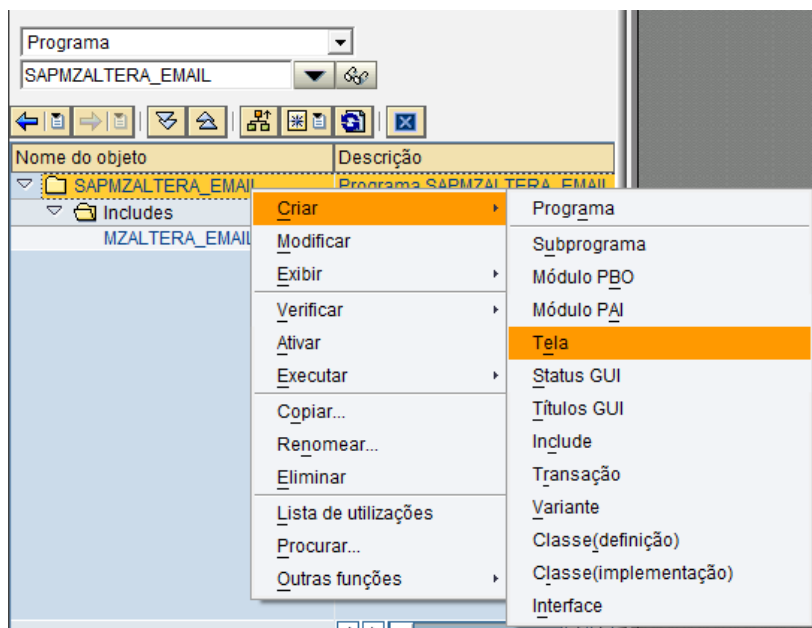 Programa
SAPMZALTERA_EMAIL
Nome do objeto Descrição
SAPMZALTERA_EMAIL Programa SAPMZALTERA_EMAIL
Includes
MZALTERA_EMAIL
Criar
Modificar
Exibir
Verificar
Ativar
Executar
Copiar...
Renomear...
Eliminar
Lista de utilizações
Procurar...
Outras funções
Programa
Subprograma
Módulo PBO
Módulo PAI
Tela
Status GUI
Títulos GUI
Include
Transação
Variante
Classe(definição)
Classe(implementação)
Interface